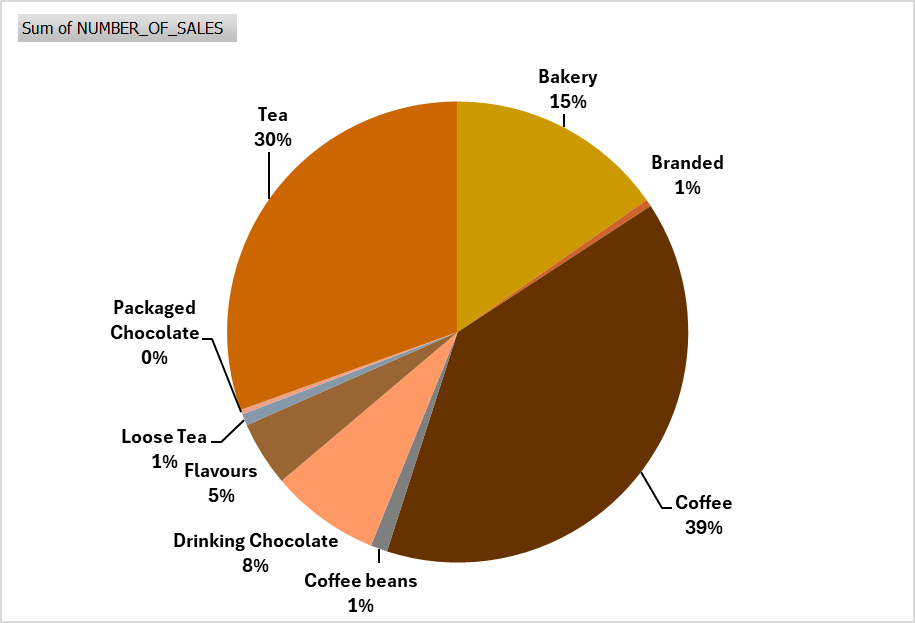 Sum of NUMBER_OF_SALES
Bakery
15%
Tea
30%
Branded
1%
Packaged
Chocolate
0%
Loose Tea
1%
Flavours
5%
Coffee
39%
Drinking Chocolate
8%
Coffee beans
1%